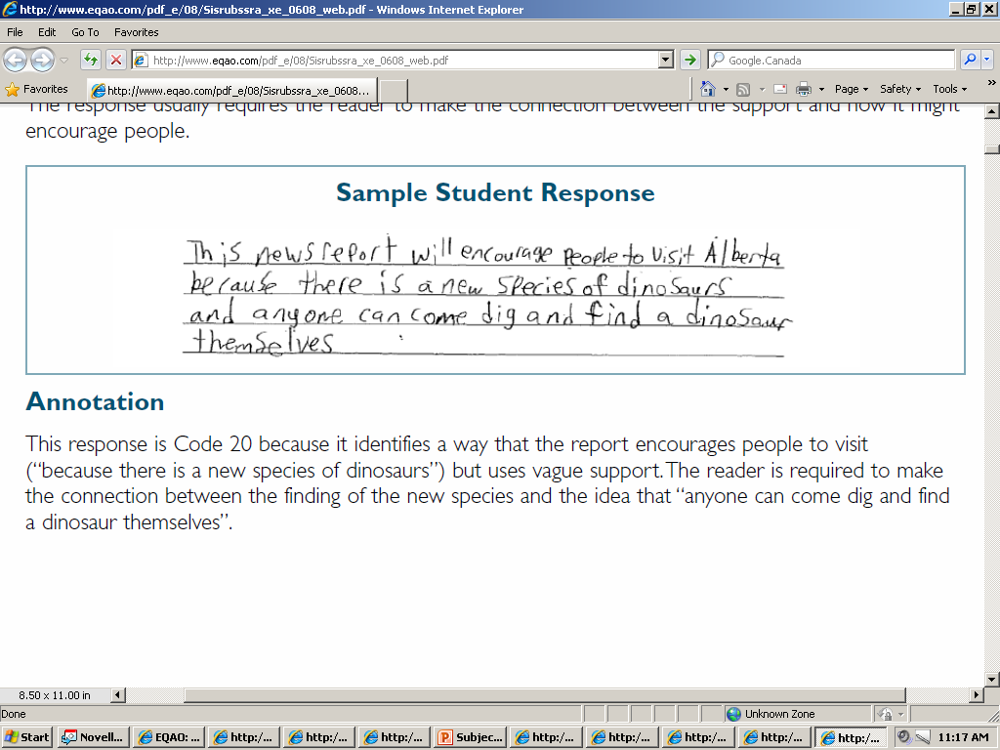 http://www.eqao.com/pdf_e/08/Sisrubssra_xe_0608_web.pdf - Windows Internet Explorer
File Edit Go To Favorites
http://www.eqao.com/pdf_e/08/Sisrubssra_xe_0608_web.pdf Google.Canada
Favorites http://www.eqao.com/pdf_e/08/Sisrubssra_xe_0608... Page Safety Tools »
The response usually requires the reader to make the connection between the support and how it might
encourage people.
Sample Student Response
This news report will encourage people to visit Alberta
because there is a new species of dinosaurs
and anyone can come dig and find a dinosaur
themselves
Annotation
This response is Code 20 because it identifies a way that the report encourages people to visit
(“because there is a new species of dinosaurs”) but uses vague support. The reader is required to make
the connection between the finding of the new species and the idea that “anyone can come dig and find
a dinosaur themselves”.
8.50 x 11.00 in
Done Unknown Zone
Start Novell... EQAO: ... http:/... http:/... http:/... Subjec... http:/... http:/... http:/... http:/... http:/... 11:17 AM